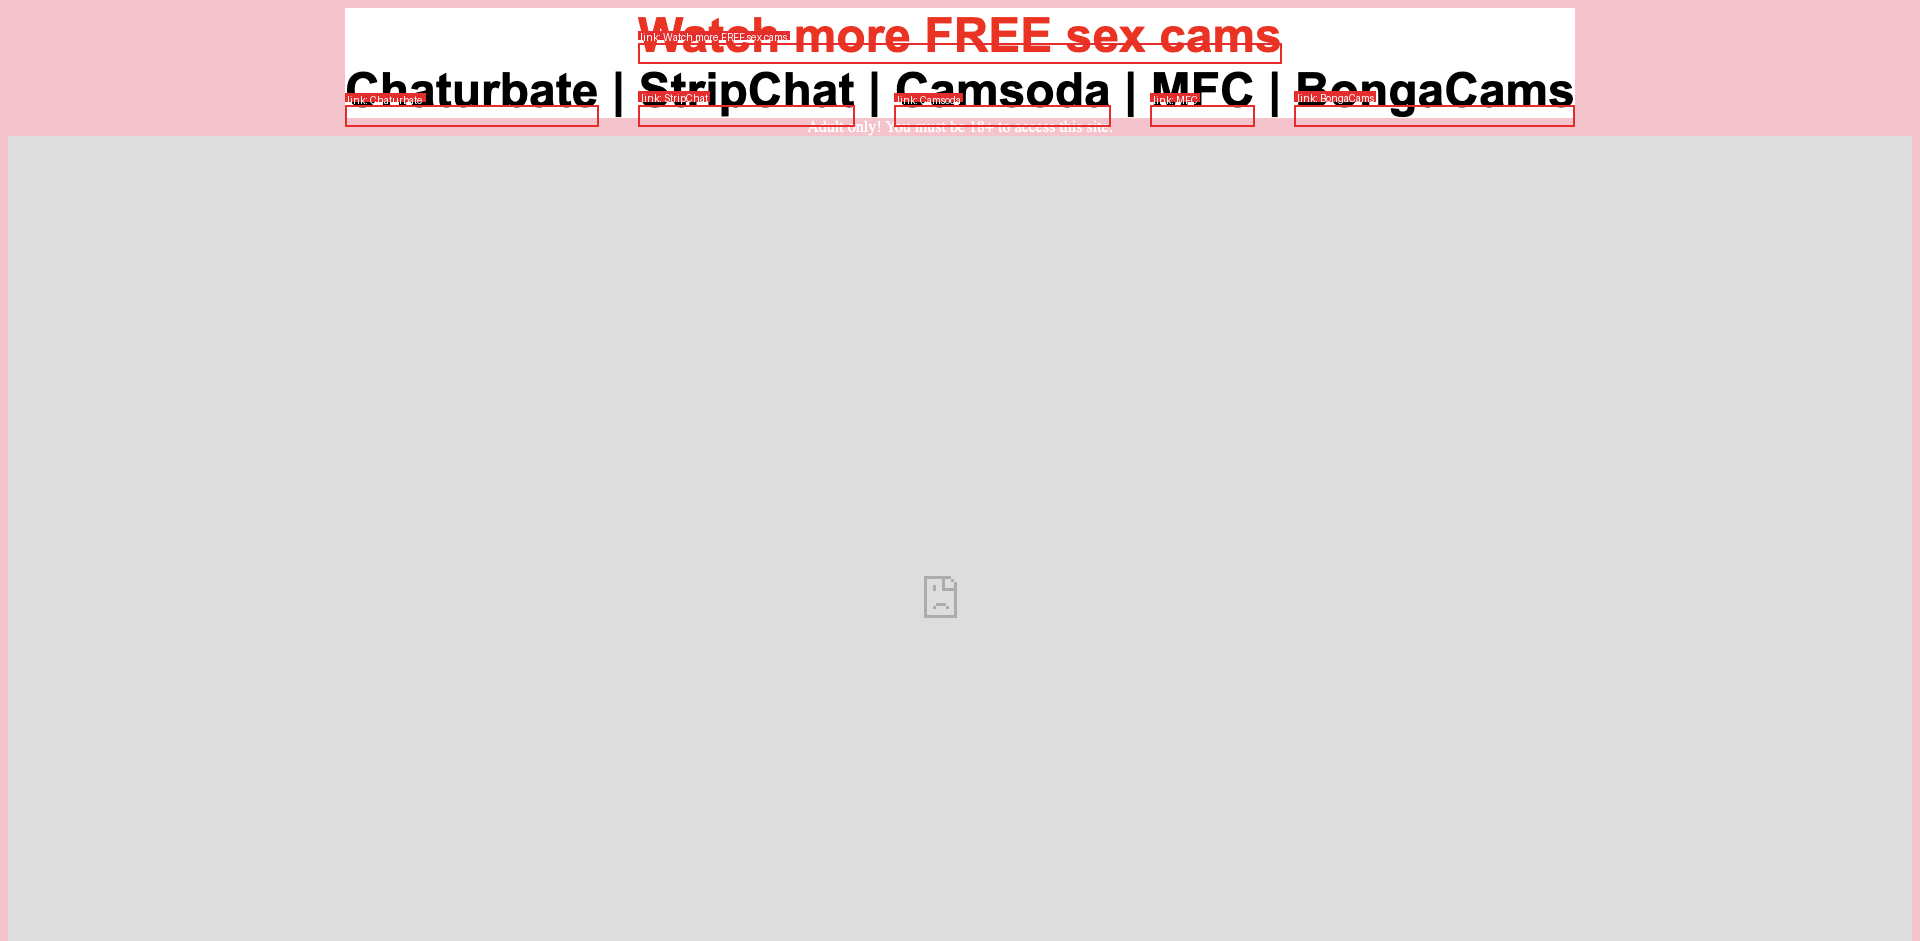 Watch more FREE sex cams
link: Watch more FREE sex cams
Chaturbate | StripChat | Camsoda | MFC | BongaCams
link: Chaturbate
link: StripChat
link: Camsoda
link: MFC
link: BongaCams
Adult only! You must be 18+ to access this site.